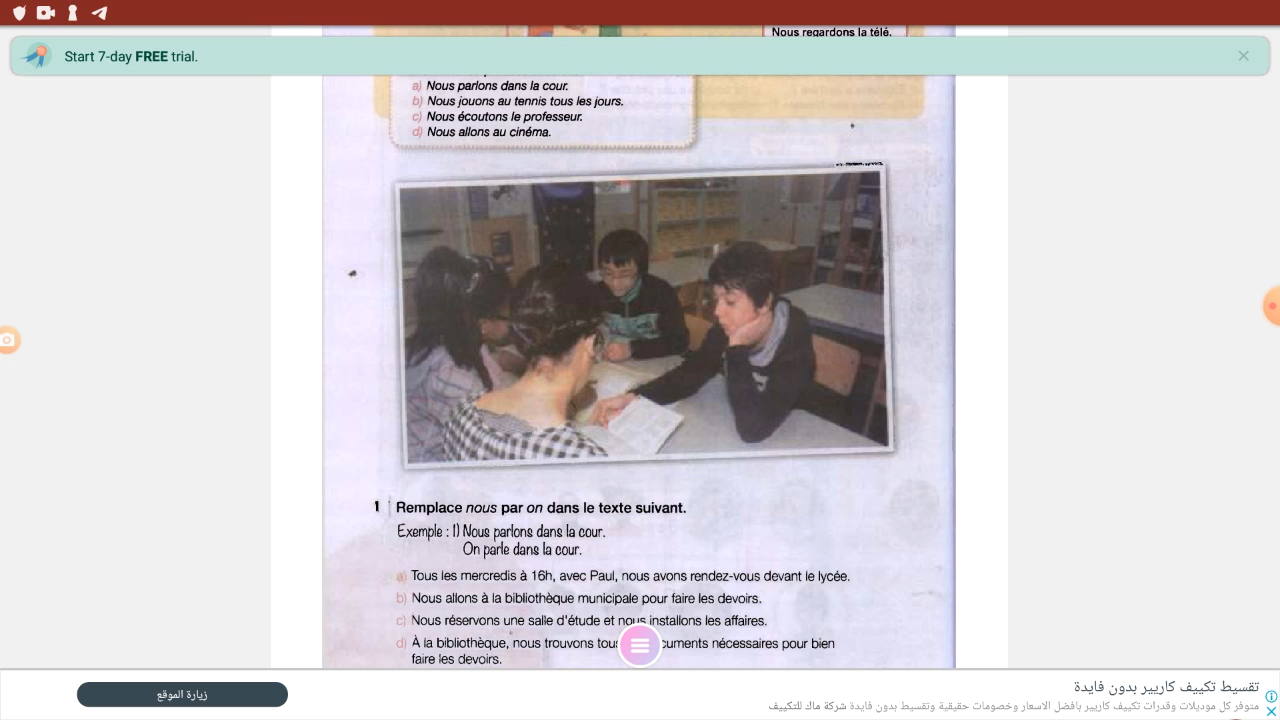 Nous regardons la télé.
Start 7-day FREE trial.
a) Nous parlons dans la cour.
b) Nous jouons au tennis tous les jours.
c) Nous écoutons le professeur.
d) Nous allons au cinéma.
1 Remplace nous par on dans le texte suivant.
Exemple : 1) Nous parlons dans la cour.
On parle dans la cour.
a) Tous les mercredis à 16h, avec Paul, nous avons rendez-vous devant le lycée.
b) Nous allons à la bibliothèque municipale pour faire les devoirs.
c) Nous réservons une salle d'étude et nous installons les affaires.
d) À la bibliothèque, nous trouvons tous cuments nécessaires pour bien
faire les devoirs.
تقسيط تكييف كاريير بدون فايدة
متوفر كل موديلات وقدرات تكييف كاريير بافضل الاسعار وخصومات حقيقية وتقسيط بدون فايدة شركة ماك للتكييف
زيارة الموقع